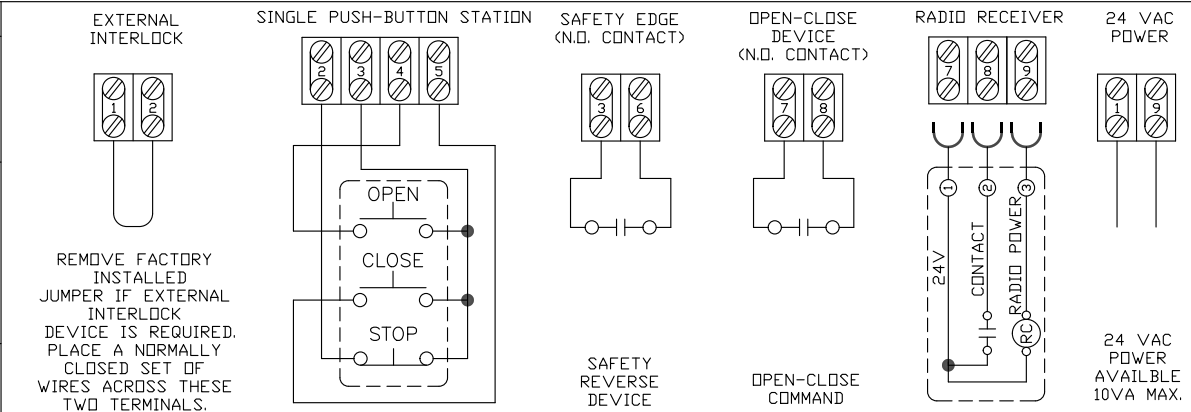 EXTERNAL
INTERLOCK
1 2
REMOVE FACTORY
INSTALLED
JUMPER IF EXTERNAL
INTERLOCK
DEVICE IS REQUIRED.
PLACE A NORMALLY
CLOSED SET OF
WIRES ACROSS THESE
TWO TERMINALS.
SINGLE PUSH-BUTTON STATION
2 3 4 5
OPEN
CLOSE
STOP
SAFETY EDGE
(N.O. CONTACT)
3 6
SAFETY
REVERSE
DEVICE
OPEN-CLOSE
DEVICE
(N.O. CONTACT)
7 8
OPEN-CLOSE
COMMAND
RADIO RECEIVER
7 8 9
1 2 3
24V
CONTACT
RADIO POWER
RC
24 VAC
POWER
1 9
24 VAC
POWER
AVAILBLE
10VA MAX.